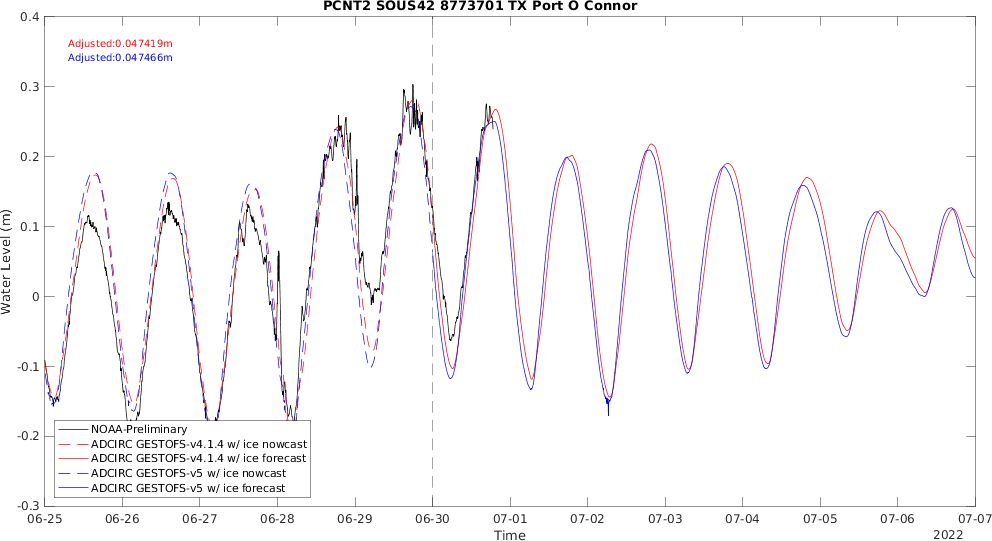 PCNT2 SOUS42 8773701 TX Port O Connor
Adjusted:0.047419m
Adjusted:0.047466m
Water Level (m)
0.4
0.3
0.2
0.1
0
-0.1
-0.2
-0.3
NOAA-Preliminary
ADCIRC GESTOFS-v4.1.4 w/ ice nowcast
ADCIRC GESTOFS-v4.1.4 w/ ice forecast
ADCIRC GESTOFS-v5 w/ ice nowcast
ADCIRC GESTOFS-v5 w/ ice forecast
06-25 06-26 06-27 06-28 06-29 06-30 07-01 07-02 07-03 07-04 07-05 07-06 07-07
Time
2022